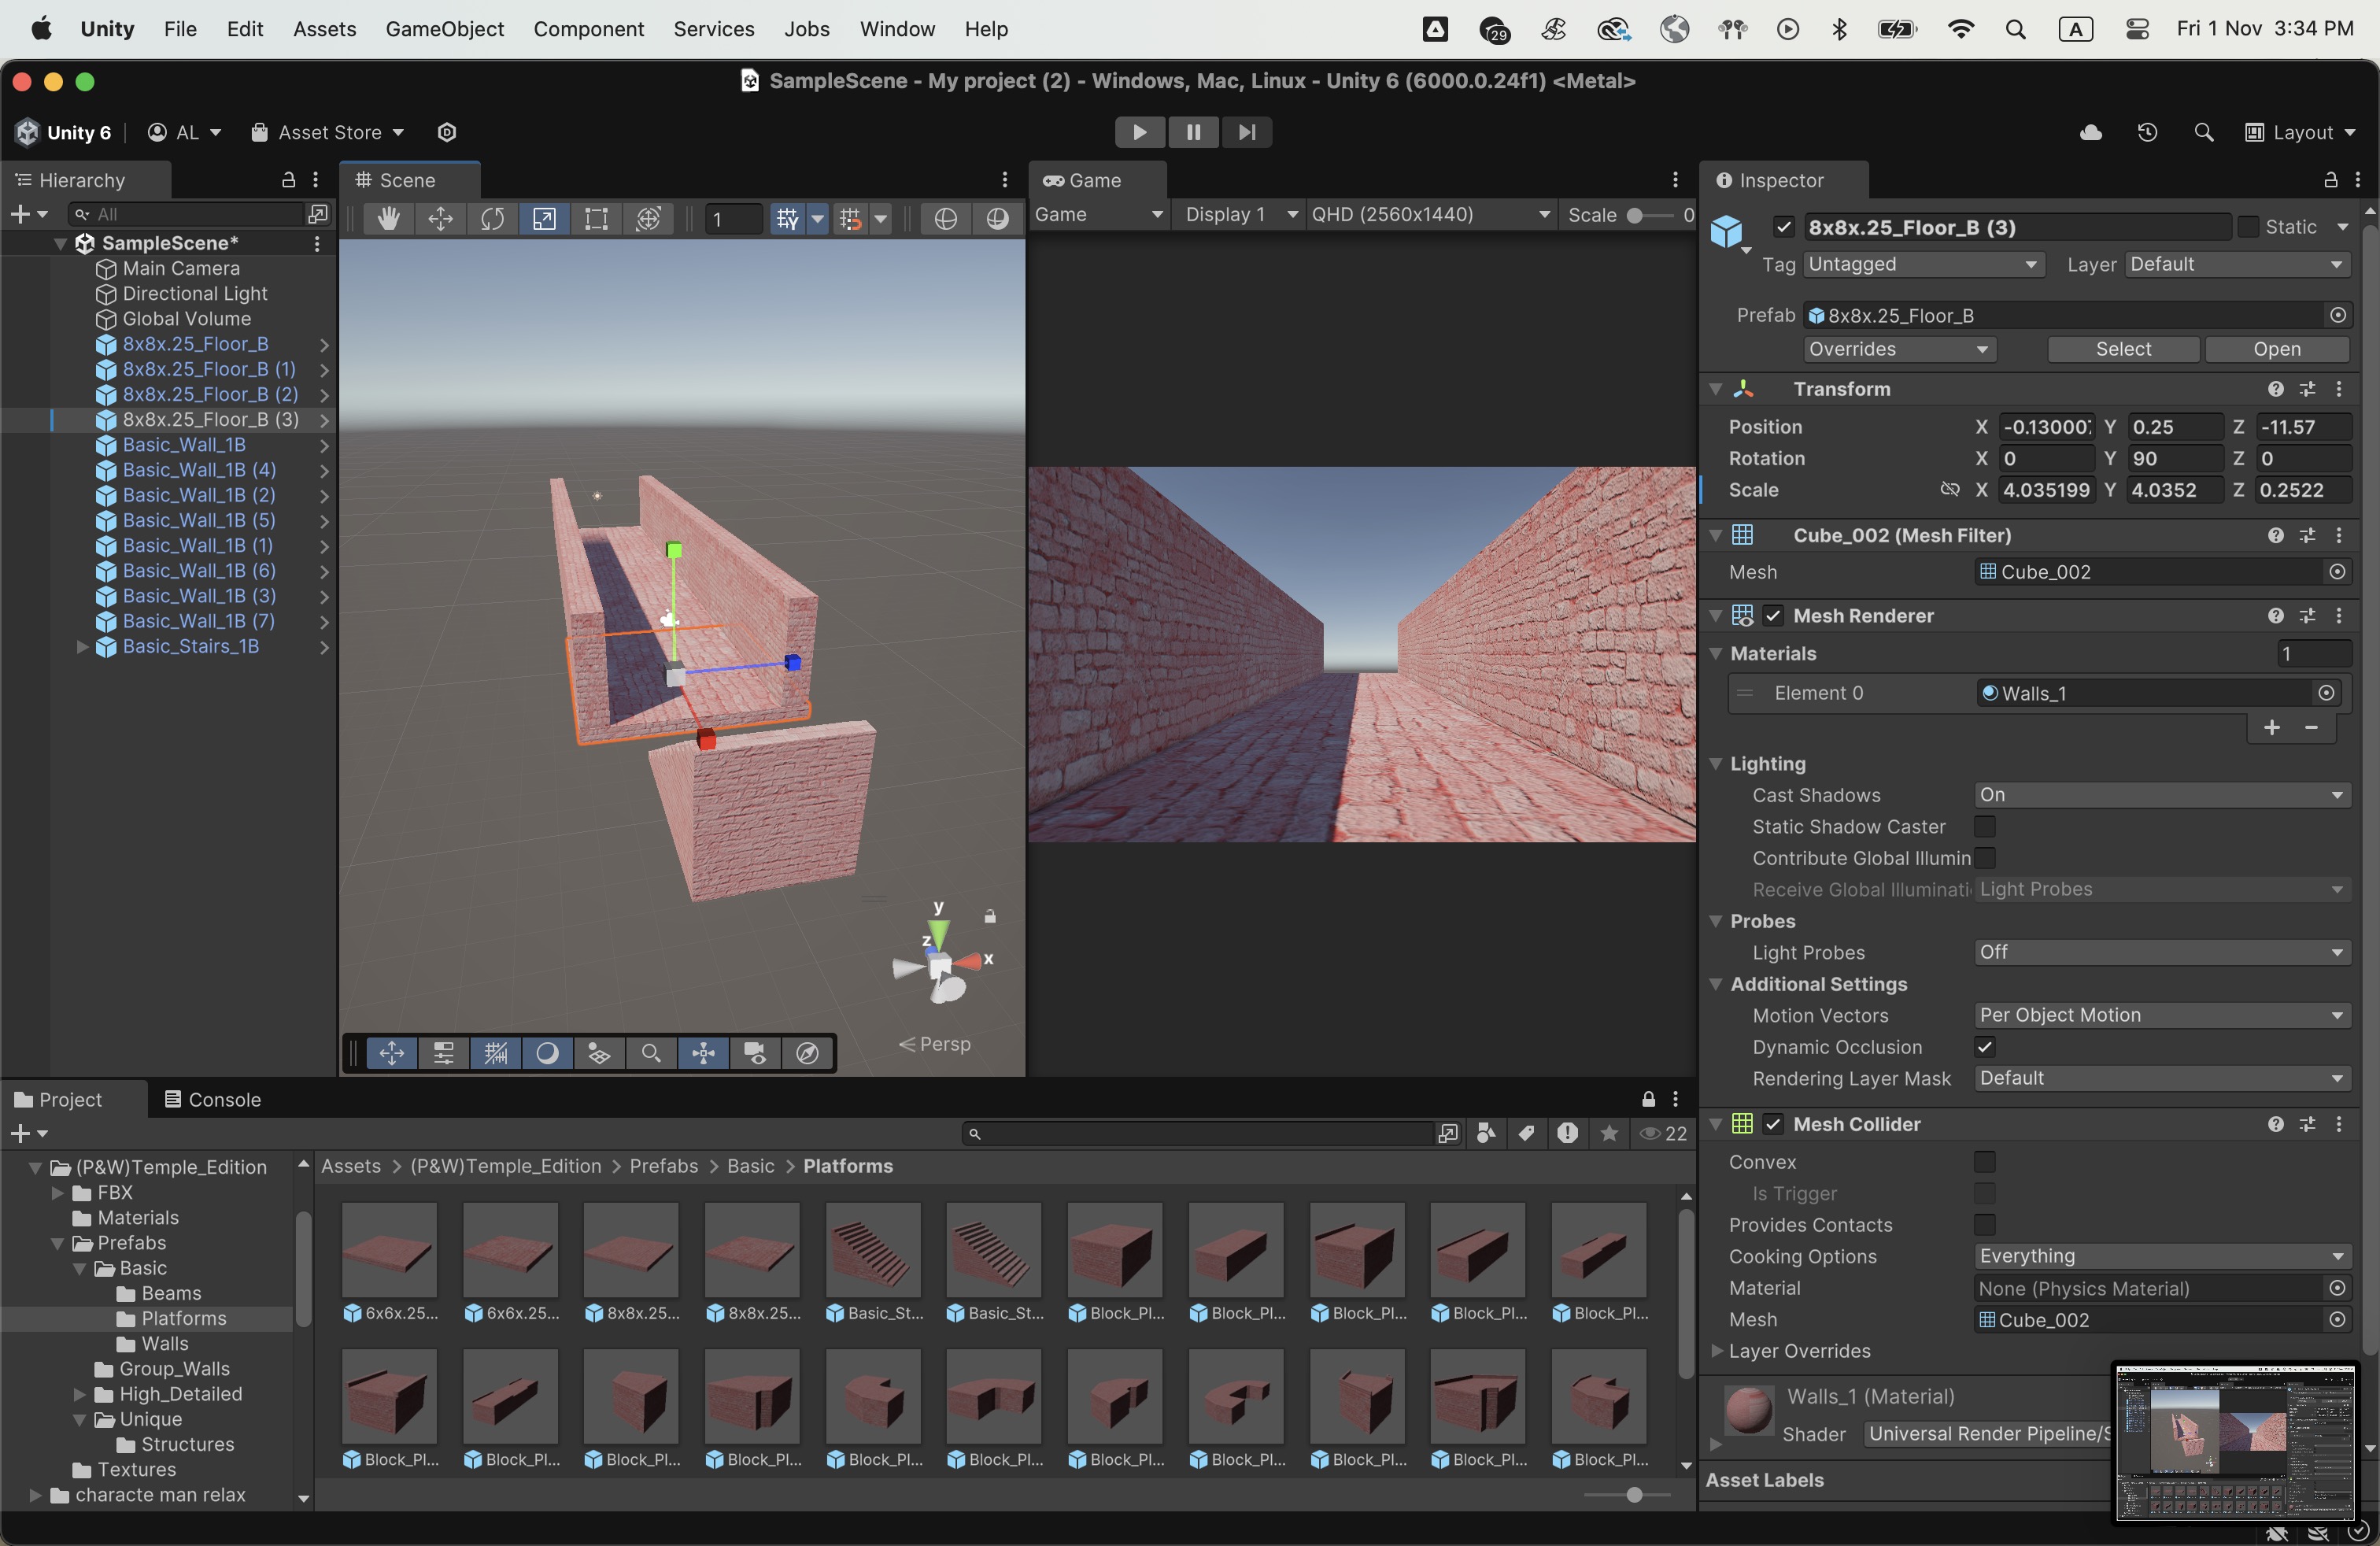 Unity File Edit Assets GameObject Component Services Jobs Window Help 29 A Fri 1 Nov 3:34 PM
SampleScene - My project (2) - Windows, Mac, Linux - Unity 6 (6000.0.24f1) <Metal>
Unity 6 AL Asset Store Layout
Hierarchy
All
SampleScene*
Main Camera
Directional Light
Global Volume
8x8x.25_Floor_B
8x8x.25_Floor_B (1)
8x8x.25_Floor_B (2)
8x8x.25_Floor_B (3)
Basic_Wall_1B
Basic_Wall_1B (4)
Basic_Wall_1B (2)
Basic_Wall_1B (5)
Basic_Wall_1B (1)
Basic_Wall_1B (6)
Basic_Wall_1B (3)
Basic_Wall_1B (7)
Basic_Stairs_1B
Scene
1
y
z
x
Persp
Game
Game Display 1 QHD (2560x1440) Scale 0
Inspector
8x8x.25_Floor_B (3) Static
Tag Untagged Layer Default
Prefab 8x8x.25_Floor_B
Overrides Select Open
Transform
Position X -0.13000 Y 0.25 Z -11.57
Rotation X 0 Y 90 Z 0
Scale X 4.035199 Y 4.0352 Z 0.2522
Cube_002 (Mesh Filter)
Mesh Cube_002
Mesh Renderer
Materials 1
Element 0 Walls_1
Lighting
Cast Shadows On
Static Shadow Caster
Contribute Global Illumin
Receive Global Illuminati Light Probes
Probes
Light Probes Off
Additional Settings
Motion Vectors Per Object Motion
Dynamic Occlusion
Rendering Layer Mask Default
Mesh Collider
Convex
Is Trigger
Provides Contacts
Cooking Options Everything
Material None (Physics Material)
Mesh Cube_002
Layer Overrides
Walls_1 (Material)
Shader Universal Render Pipeline/S
Asset Labels
Project Console
22
(P&W)Temple_Edition
FBX
Materials
Prefabs
Basic
Beams
Platforms
Walls
Group_Walls
High_Detailed
Unique
Structures
Textures
characte man relax
Assets > (P&W)Temple_Edition > Prefabs > Basic > Platforms
6x6x.25... 6x6x.25... 8x8x.25... 8x8x.25... Basic_St... Basic_St... Block_Pl... Block_Pl... Block_Pl... Block_Pl... Block_Pl...
Block_Pl... Block_Pl... Block_Pl... Block_Pl... Block_Pl... Block_Pl... Block_Pl... Block_Pl... Block_Pl... Block_Pl... Block_Pl...